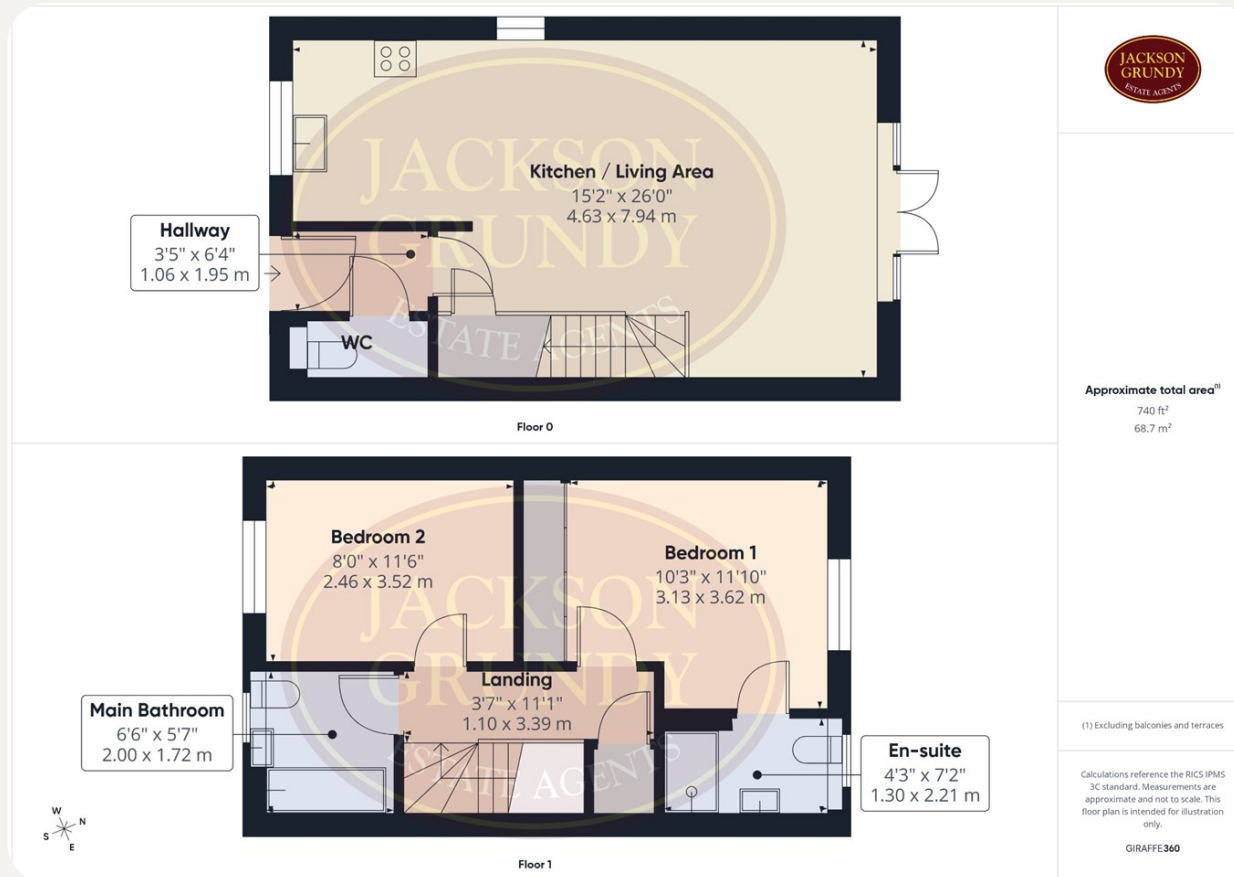 Kitchen / Living Area
15'2" x 26'0"
4.63 x 7.94 m
Hallway
3'5" x 6'4"
1.06 x 1.95 m
WC
JACKSON
GRUNDY
ESTATE AGENTS
Floor 0
Bedroom 2
8'0" x 11'6"
2.46 x 3.52 m
Bedroom 1
10'3" x 11'10"
3.13 x 3.62 m
Landing
3'7" x 11'1"
1.10 x 3.39 m
Main Bathroom
6'6" x 5'7"
2.00 x 1.72 m
En-suite
4'3" x 7'2"
1.30 x 2.21 m
JACKSON
GRUNDY
ESTATE AGENTS
W
N
S
E
Floor 1
JACKSON
GRUNDY
ESTATE AGENTS
Approximate total area(1)
740 ft²
68.7 m²
(1) Excluding balconies and terraces
Calculations reference the RICS IPMS
3C standard. Measurements are
approximate and not to scale. This
floor plan is intended for illustration
only.
GIRAFFE360